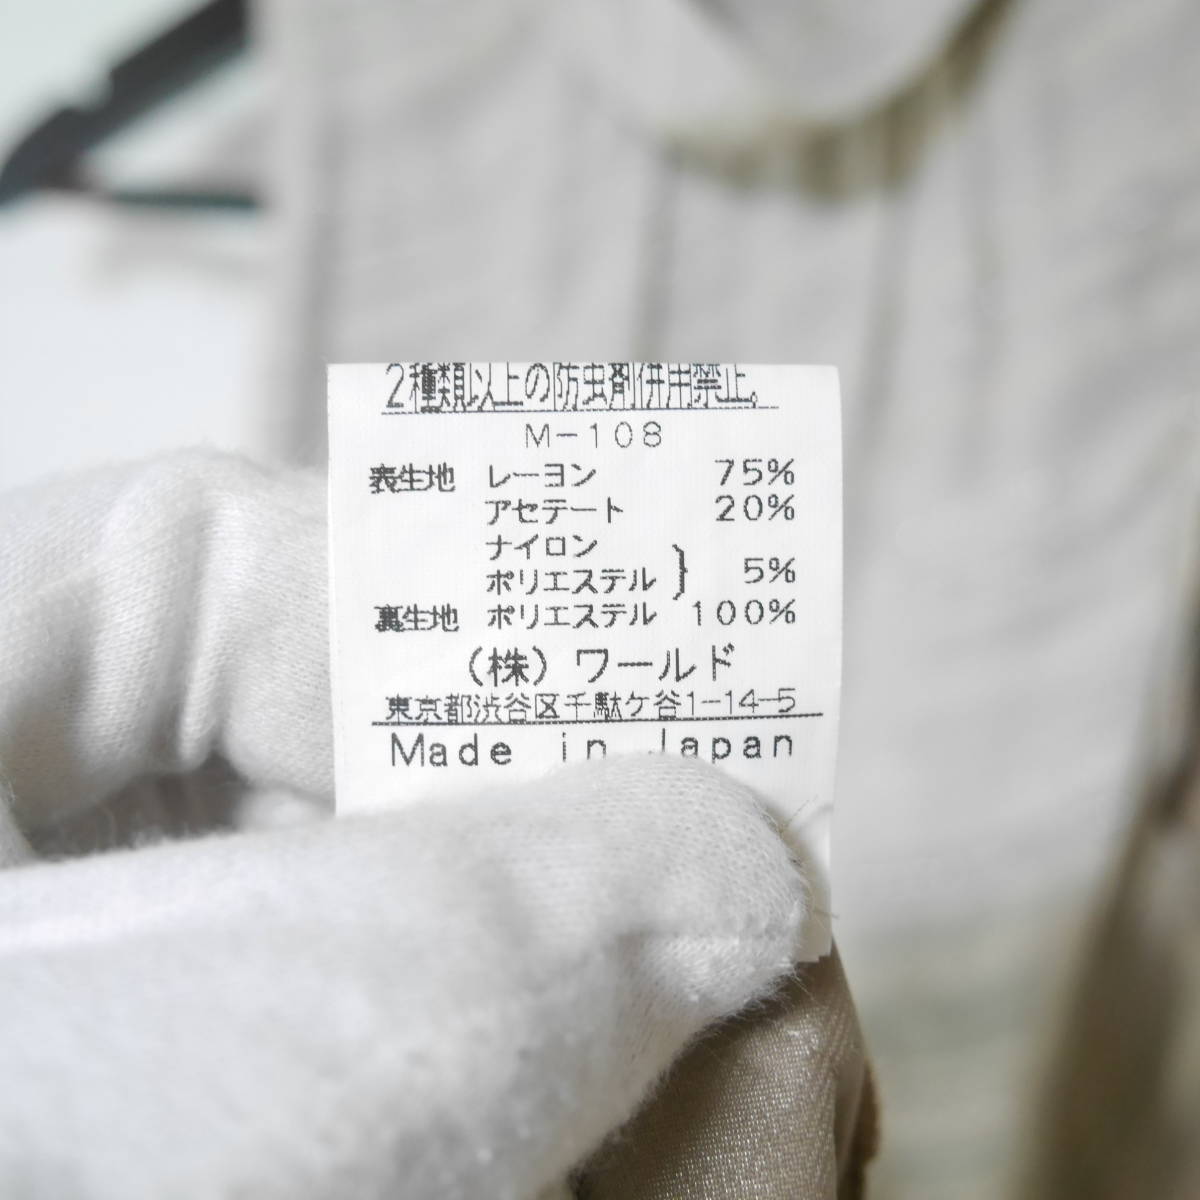 2種類以上の防虫剤併用禁止。
M-108
表生地 レーヨン 75%
アセテート 20%
ナイロン
ポリエステル } 5%
裏生地 ポリエステル 100%
(株) ワールド
東京都渋谷区千駄ケ谷1-14-5
Made in Japan